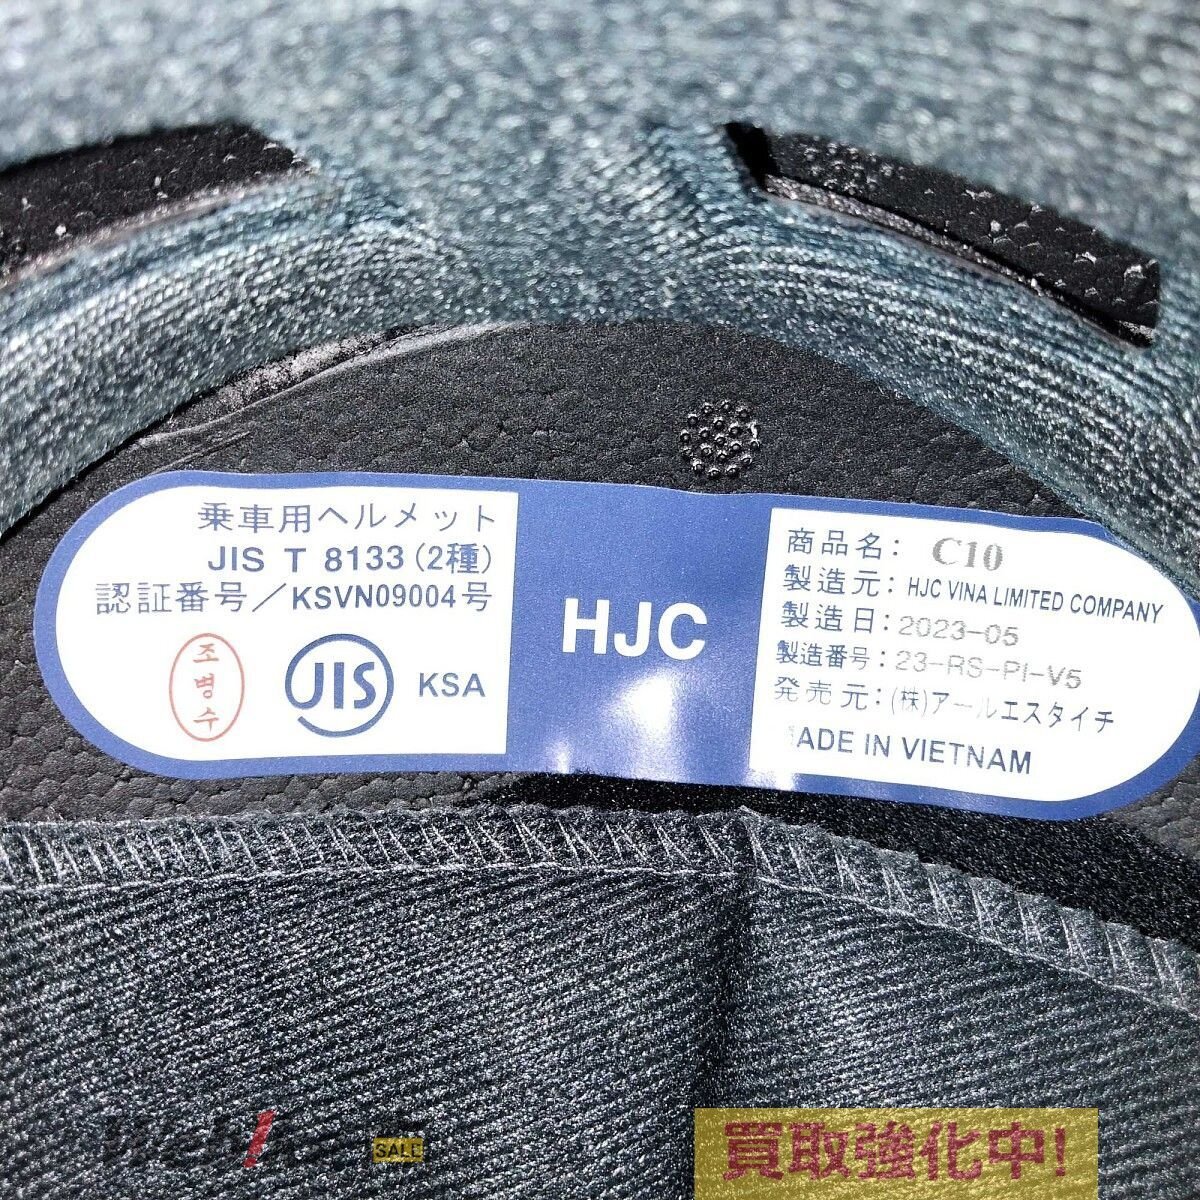 乗車用ヘルメット
JIS T 8133 (2種)
認証番号/KSVN09004号
조병수
JIS
KSA
HJC
商品名: C10
製造元: HJC VINA LIMITED COMPANY
製造日: 2023-05
製造番号: 23-RS-PI-V5
発売元: (株)アールエスタイチ
ADE IN VIETNAM
Webike
SALE
買取強化中!